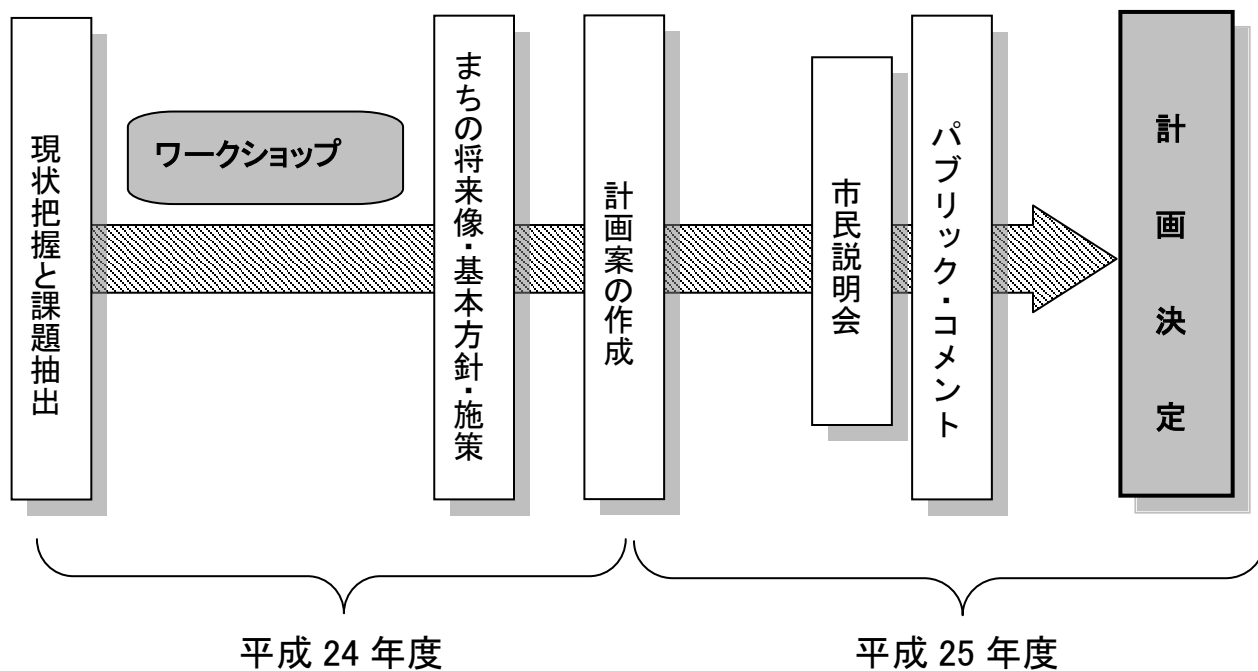 現状把握と課題抽出
ワークショップ
まちの将来像・基本方針・施策
計画案の作成
市民説明会
パブリック・コメント
計画決定
平成 24 年度
平成 25 年度